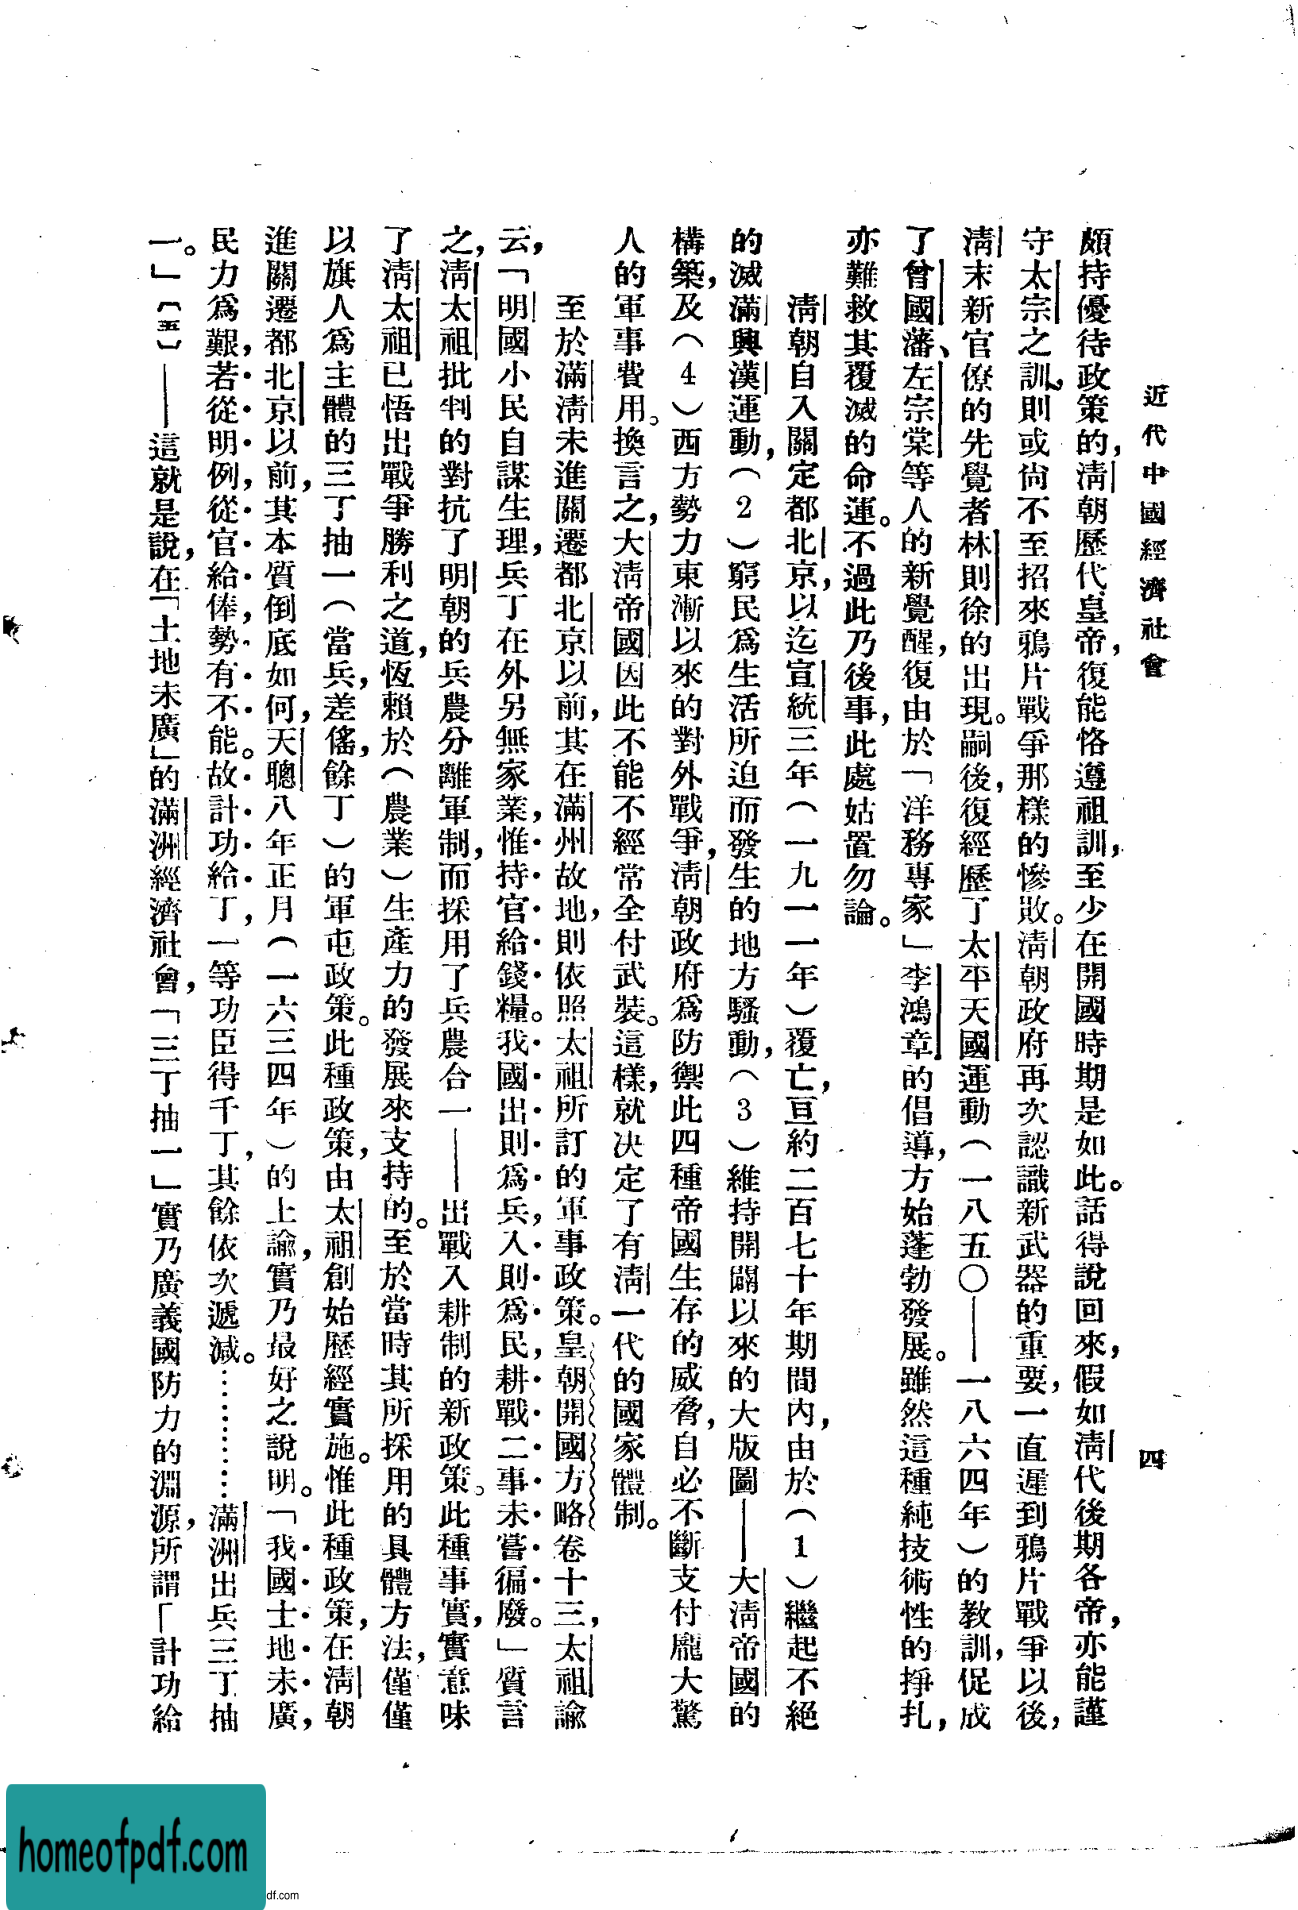 近代中國經濟社會
四
頗持優待政策的，淸朝歷代皇帝，復能恪遵祖訓，至少在開國時期是如此。話得說回來，假如淸代後期各帝，亦能謹
守太宗之訓，則或尙不至招來鴉片戰爭那樣的慘敗。淸朝政府再次認識新武器的重要，一直遲到鴉片戰爭以後，
淸末新官僚的先覺者林則徐的出現。嗣後，復經歷了太平天國運動（一八五〇——一八六四年）的教訓，促成
了曾國藩、左宗棠等人的新覺醒，復由於「洋務專家」李鴻章的倡導，方始蓬勃發展。雖然這種純技術性的掙扎，
亦難救其覆滅的命運。不過此乃後事，此處姑置勿論。
淸朝自入關定都北京，以迄宣統三年（一九一一年）覆亡，亘約二百七十年期間內，由於（1）繼起不絕
的滅滿興漢運動，（2）窮民爲生活所迫而發生的地方騷動，（3）維持開闢以來的大版圖——大淸帝國的
構築，及（4）西方勢力東漸以來的對外戰爭，淸朝政府爲防禦此四種帝國生存的威脅，自必不斷支付龐大驚
人的軍事費用。換言之，大淸帝國因此不能不經常全付武裝。這樣，就決定了有淸一代的國家體制。
至於滿淸未進關遷都北京以前，其在滿州故地，則依照太祖所訂的軍事政策。皇朝開國方略卷十三，太祖諭
云，「明國小民自謀生理，兵丁在外另無家業，惟持官給錢糧。我國出則爲兵，入則爲民，耕戰二事未嘗徧廢。」質言
之，淸太祖批判的對抗了明朝的兵農分離軍制，而採用了兵農合一——出戰入耕制的新政策。此種事實，實意味
了淸太祖已悟出戰爭勝利之道，恆賴於（農業）生產力的發展來支持的。至於當時其所採用的具體方法，僅僅
以旗人爲主體的三丁抽一（當兵，差徭，餘丁）的軍屯政策。此種政策，由太祖創始歷經實施。惟此種政策，在淸朝
進關遷都北京以前，其本質倒底如何，天聰八年正月（一六三四年）的上諭，實乃最好之說明。「我國士地未廣，
民力爲艱，若從明例，從官給俸，勢有不能。故計功給丁，一等功臣得千丁，其餘依次遞減。…………滿洲出兵三丁抽
一。」〔五〕——這就是說，在「土地未廣」的滿洲經濟社會，「三丁抽一」實乃廣義國防力的淵源，所謂「計功給
homeofpdf.com
df.com